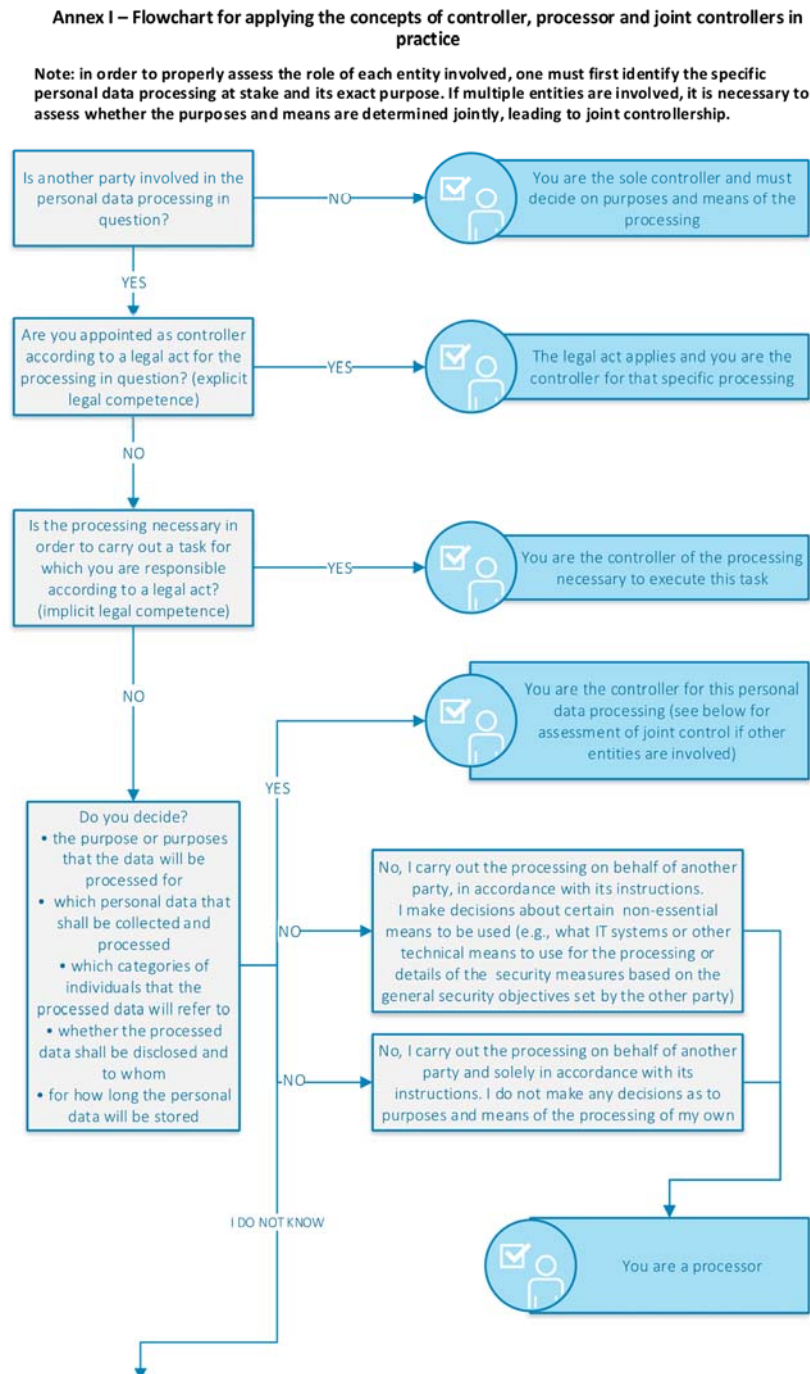 Annex I – Flowchart for applying the concepts of controller, processor and joint controllers in
practice
Note: in order to properly assess the role of each entity involved, one must first identify the specific
personal data processing at stake and its exact purpose. If multiple entities are involved, it is necessary to
assess whether the purposes and means are determined jointly, leading to joint controllership.
Is another party involved in the
personal data processing in
question?
NO
You are the sole controller and must
decide on purposes and means of the
processing
YES
Are you appointed as controller
according to a legal act for the
processing in question? (explicit
legal competence)
YES
The legal act applies and you are the
controller for that specific processing
NO
Is the processing necessary in
order to carry out a task for
which you are responsible
according to a legal act?
(implicit legal competence)
YES
You are the controller of the processing
necessary to execute this task
NO
You are the controller for this personal
data processing (see below for
assessment of joint control if other
entities are involved)
YES
Do you decide?
• the purpose or purposes
that the data will be
processed for
• which personal data that
shall be collected and
processed
• which categories of
individuals that the
processed data will refer to
• whether the processed
data shall be disclosed and
to whom
• for how long the personal
data will be stored
NO
No, I carry out the processing on behalf of another
party, in accordance with its instructions.
I make decisions about certain non-essential
means to be used (e.g., what IT systems or other
technical means to use for the processing or
details of the security measures based on the
general security objectives set by the other party)
NO
No, I carry out the processing on behalf of another
party and solely in accordance with its
instructions. I do not make any decisions as to
purposes and means of the processing of my own
I DO NOT KNOW
You are a processor